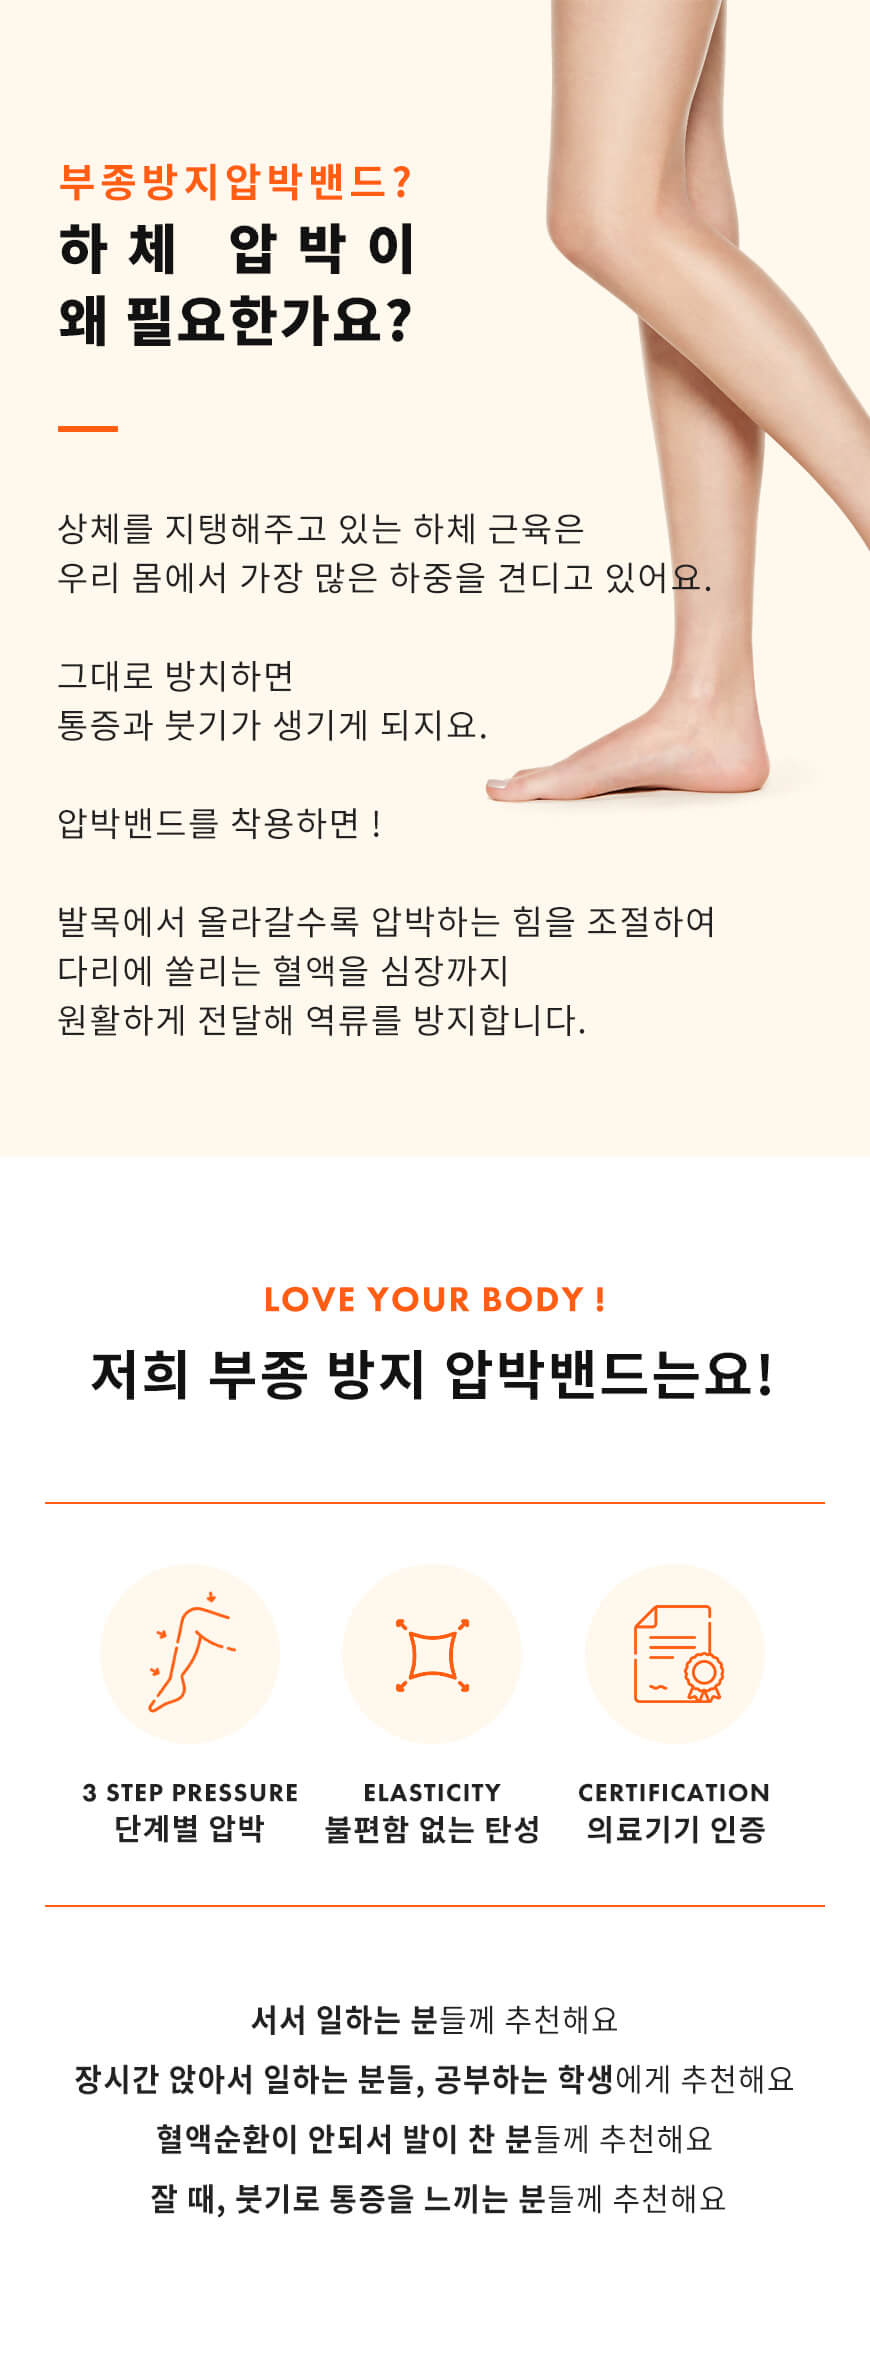 부종방지압박밴드?
하체 압박이
왜 필요한가요?
상체를 지탱해주고 있는 하체 근육은
우리 몸에서 가장 많은 하중을 견디고 있어요.
그대로 방치하면
통증과 붓기가 생기게 되지요.
압박밴드를 착용하면 !
발목에서 올라갈수록 압박하는 힘을 조절하여
다리에 쏠리는 혈액을 심장까지
원활하게 전달해 역류를 방지합니다.
LOVE YOUR BODY !
저희 부종 방지 압박밴드는요!
3 STEP PRESSURE
단계별 압박
ELASTICITY
불편함 없는 탄성
CERTIFICATION
의료기기 인증
서서 일하는 분들께 추천해요
장시간 앉아서 일하는 분들, 공부하는 학생에게 추천해요
혈액순환이 안되서 발이 찬 분들께 추천해요
잘 때, 붓기로 통증을 느끼는 분들께 추천해요